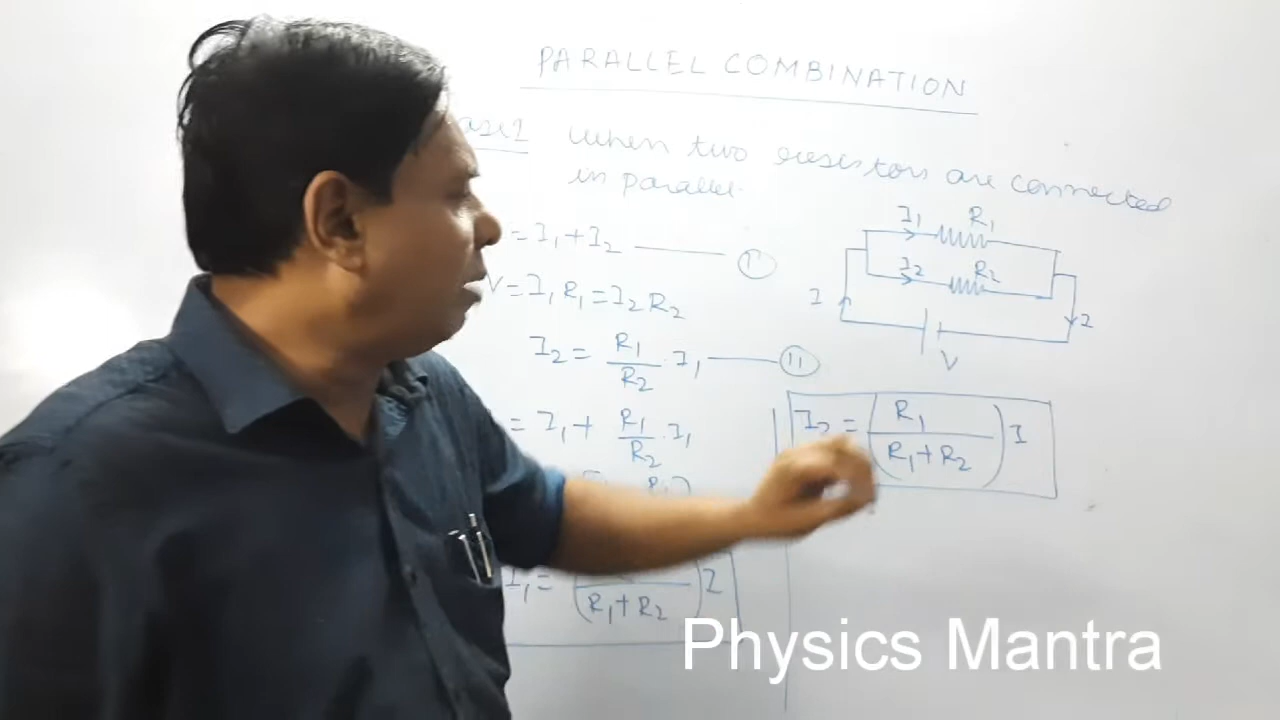 PARALLEL COMBINATION
When two resistors are connected
in parallel.
= I₁ + I₂ (I)
V = I₁R₁ = I₂R₂
I₂ = R₁/R₂ · I₁ (II)
= I₁ + R₁/R₂ · I₁
I₁ = /(R₁+R₂) I
I₁ R₁
I₂ R₂
I I
V
I₂ = (R₁/(R₁+R₂)) I
Physics Mantra